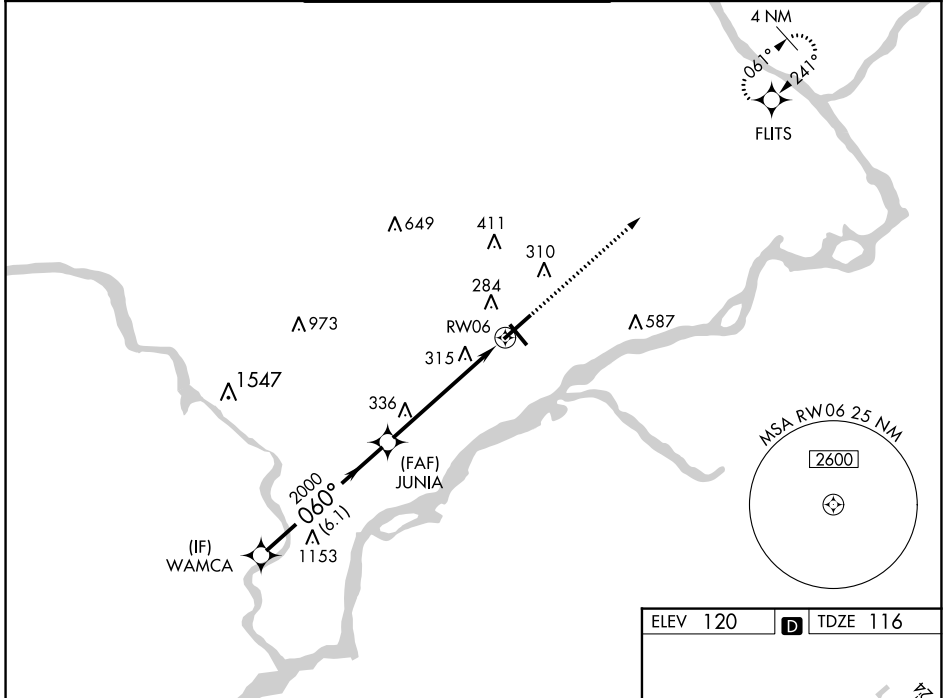 4 NM
061°
241°
FLITS
649
411
310
284
RW06
587
973
315
1547
336
(FAF)
JUNIA
MSA RW06 25 NM
2600
2000
060°
(6.1)
1153
(IF)
WAMCA
ELEV 120
D
TDZE 116
24